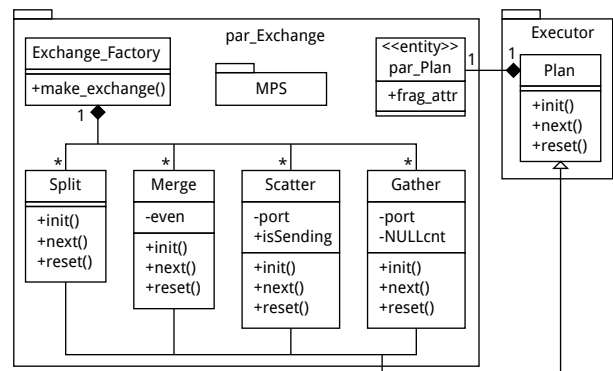 par_Exchange
Exchange_Factory
+make_exchange()
1
MPS
<<entity>>
par_Plan
+frag_attr
1
1
Executor
Plan
+init()
+next()
+reset()
*
*
*
*
Split
+init()
+next()
+reset()
Merge
-even
+init()
+next()
+reset()
Scatter
-port
+isSending
+init()
+next()
+reset()
Gather
-port
-NULLcnt
+init()
+next()
+reset()